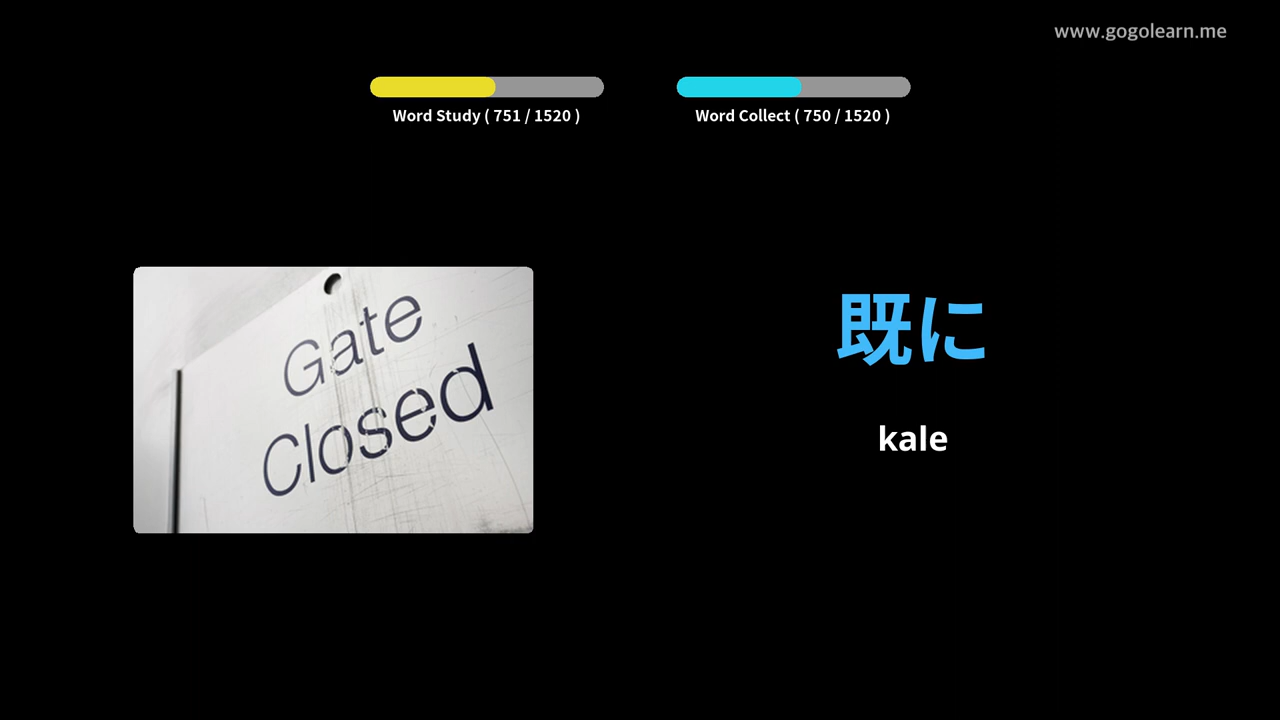 www.gogolearn.me
Word Study ( 751 / 1520 )
Word Collect ( 750 / 1520 )
Gate
Closed
既に
kale